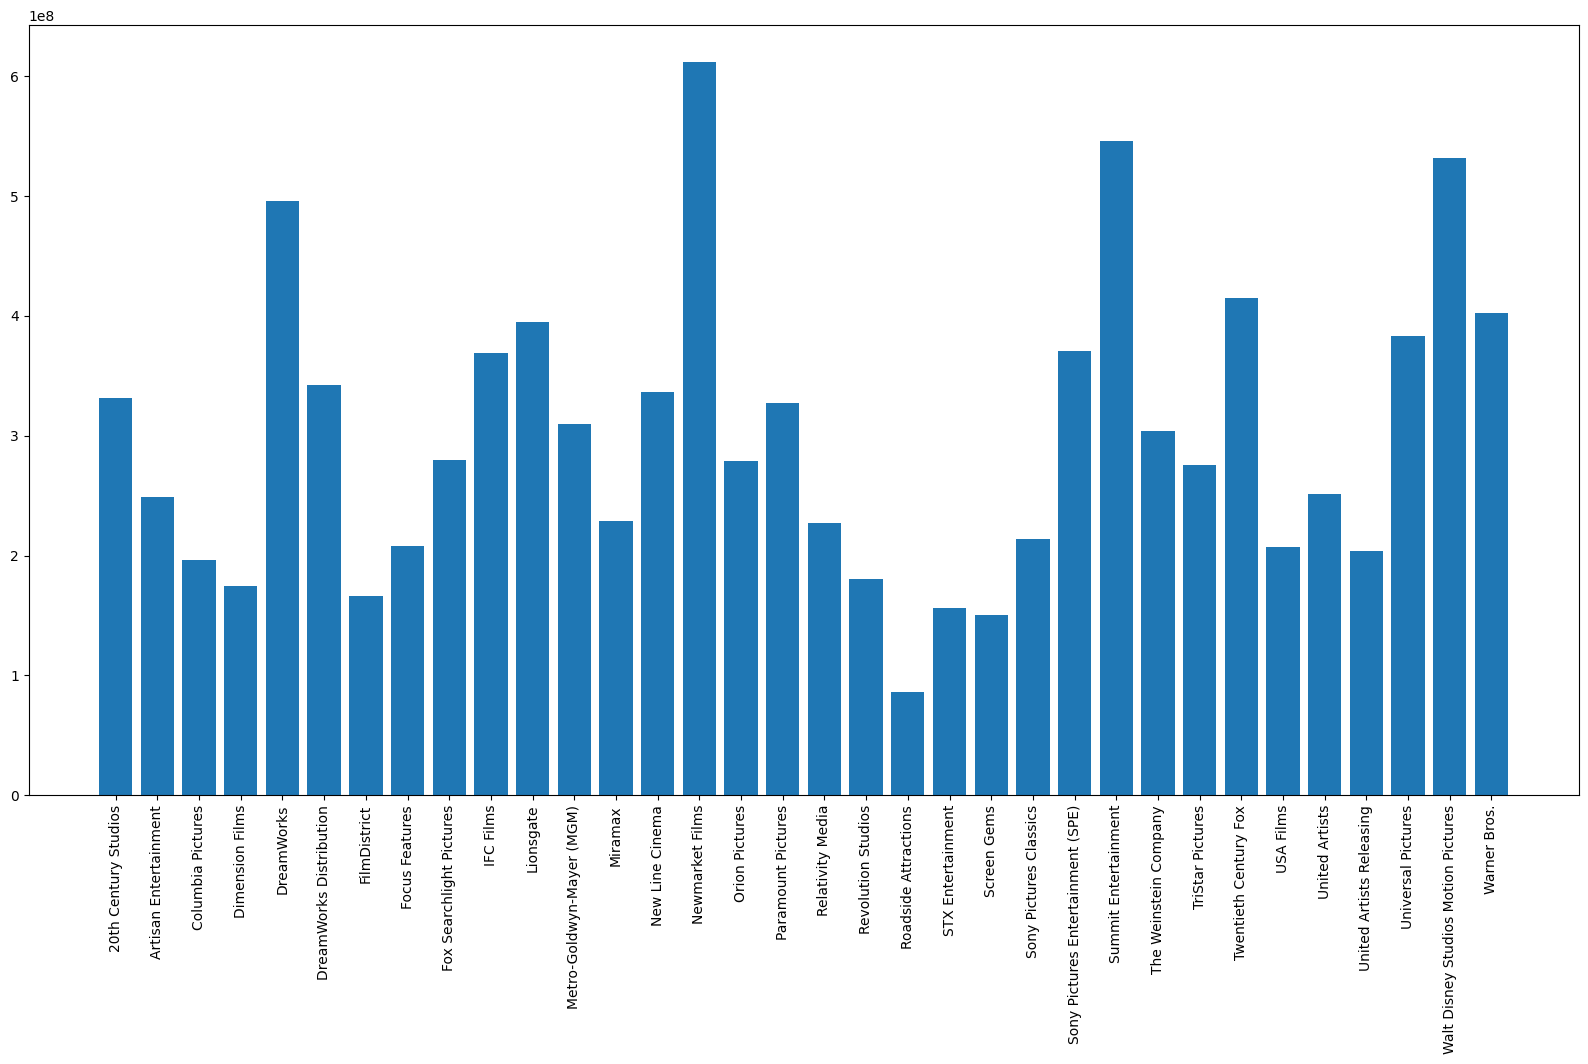 1e8
6
5
4
3
2
1
0
20th Century Studios
Artisan Entertainment
Columbia Pictures
Dimension Films
DreamWorks
DreamWorks Distribution
FilmDistrict
Focus Features
Fox Searchlight Pictures
IFC Films
Lionsgate
Metro-Goldwyn-Mayer (MGM)
Miramax
New Line Cinema
Newmarket Films
Orion Pictures
Paramount Pictures
Relativity Media
Revolution Studios
Roadside Attractions
STX Entertainment
Screen Gems
Sony Pictures Classics
Sony Pictures Entertainment (SPE)
Summit Entertainment
The Weinstein Company
TriStar Pictures
Twentieth Century Fox
USA Films
United Artists
United Artists Releasing
Universal Pictures
Walt Disney Studios Motion Pictures
Warner Bros.